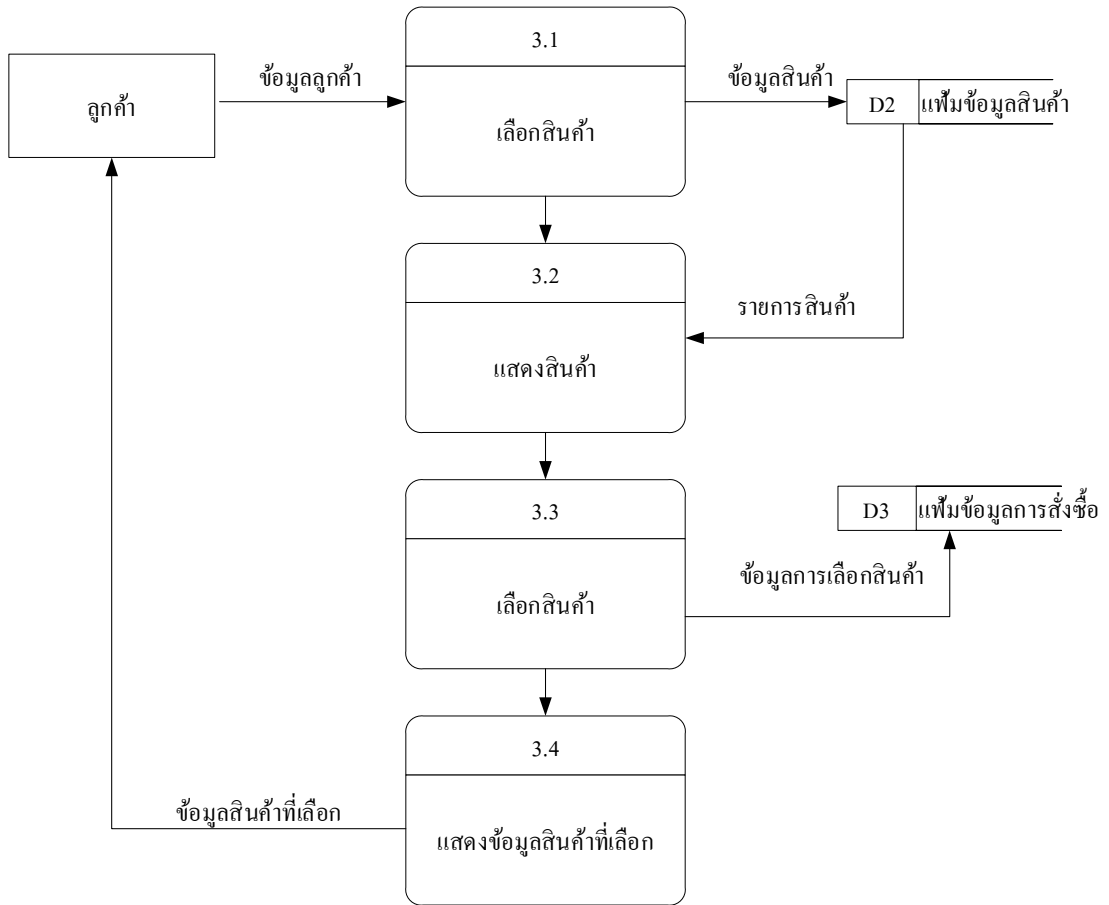 3.1
ลูกค้า
ข้อมูลลูกค้า
ข้อมูลสินค้า
D2 แฟ้มข้อมูลสินค้า
เลือกสินค้า
3.2
รายการสินค้า
แสดงสินค้า
3.3
D3 แฟ้มข้อมูลการสั่งซื้อ
ข้อมูลการเลือกสินค้า
เลือกสินค้า
3.4
ข้อมูลสินค้าที่เลือก
แสดงข้อมูลสินค้าที่เลือก